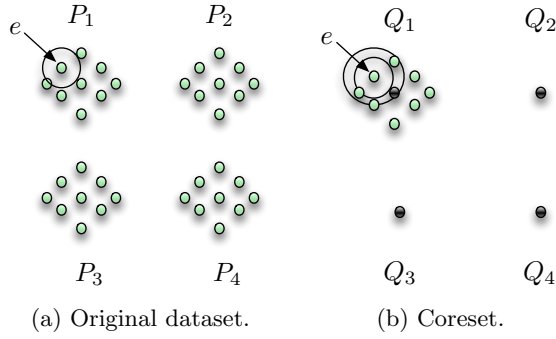 P₁ P₂ Q₁ Q₂
e e
P₃ P₄ Q₃ Q₄
(a) Original dataset. (b) Coreset.